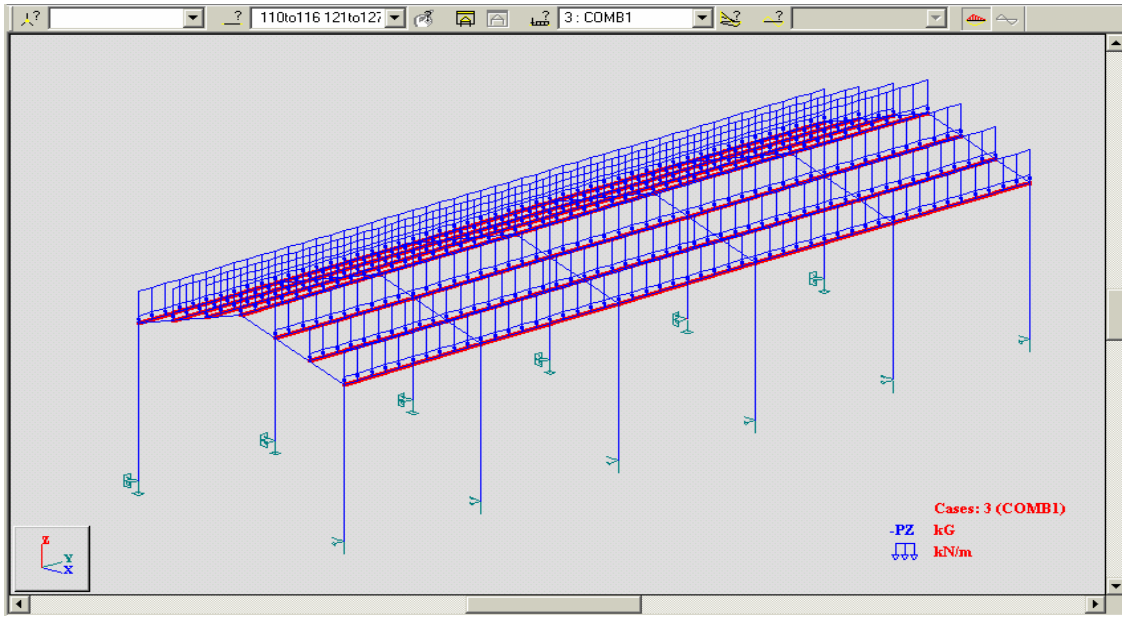 110to116 121to127 3 : COMB1
Cases: 3 (COMB1)
-PZ kG
kN/m
Z
Y
X